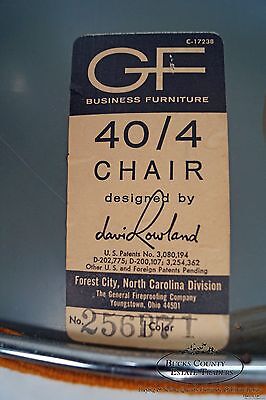 C-17238
GF
BUSINESS FURNITURE
40/4
CHAIR
designed by
david Rowland
U.S. Patents No. 3,080,194
D-202,775; D-200,107; 3,254,362
Other U.S. and Foreign Patents Pending
Forest City, North Carolina Division
The General Fireproofing Company
Youngstown, Ohio 44501
No. Color
BUCKS COUNTY
ESTATE TRADERS